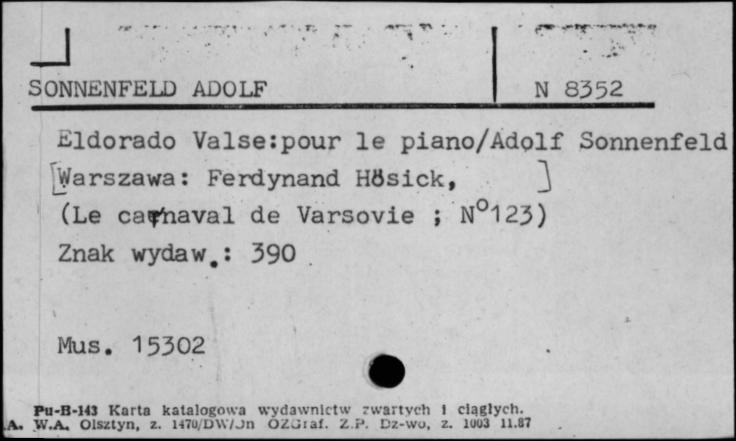 SONNENFELD ADOLF
N 8352
Eldorado Valse:pour le piano/Adolf Sonnenfeld
[Warszawa: Ferdynand Hösick, ]
(Le carnaval de Varsovie ; N°123)
Znak wydaw.: 390
Mus. 15302
Pu-B-143 Karta katalogowa wydawnictw zwartych i ciągłych.
.A. W.A. Olsztyn, z. 1470/DW/Jn OZGraf. Z.P. Dz-wo, z. 1003 11.87